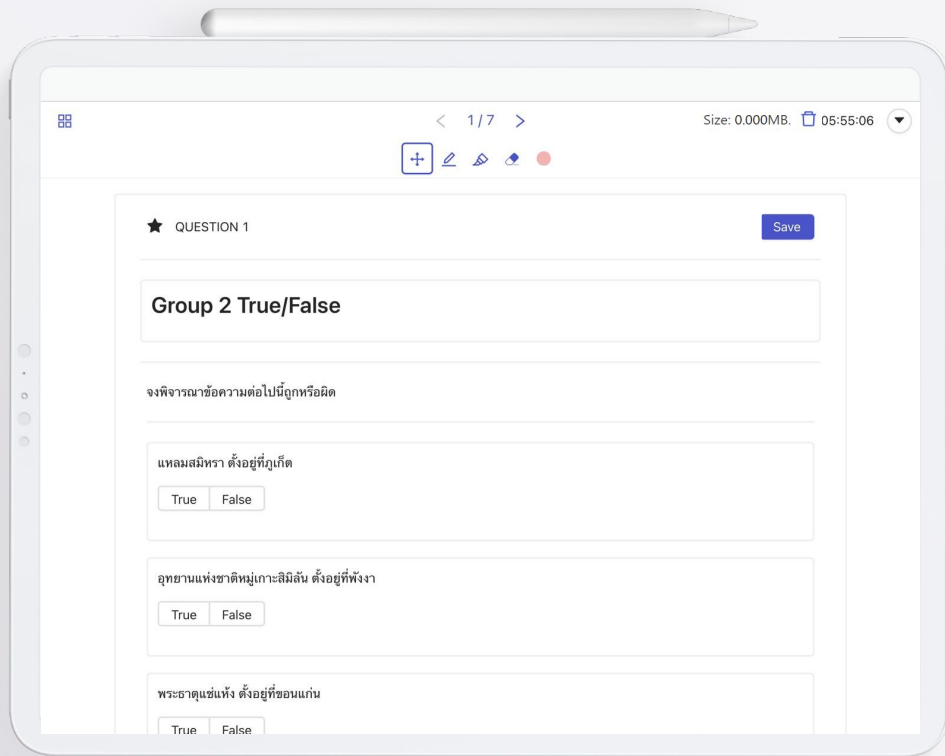 1 / 7
Size: 0.000MB. 05:55:06
QUESTION 1
Save
Group 2 True/False
จงพิจารณาข้อความต่อไปนี้ถูกหรือผิด
แหลมสมิหรา ตั้งอยู่ที่ภูเก็ต
True False
อุทยานแห่งชาติหมู่เกาะสิมิลัน ตั้งอยู่ที่พังงา
True False
พระธาตุแช่แห้ง ตั้งอยู่ที่ขอนแก่น
True False